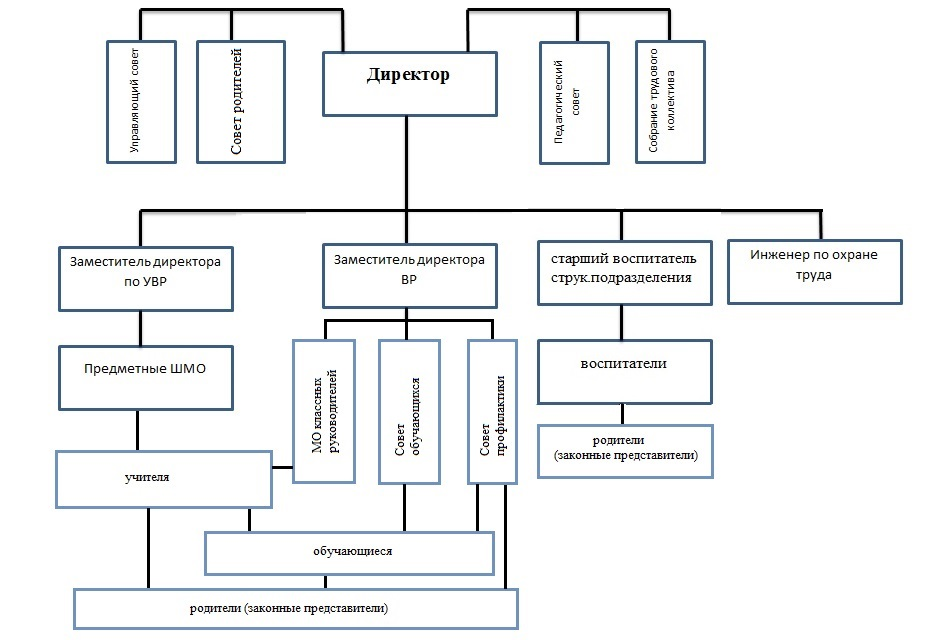 Управляющий совет
Совет родителей
Директор
Педагогический
совет
Собрание трудового
коллектива
Заместитель директора
по УВР
Заместитель директора
ВР
старший воспитатель
струк.подразделения
Инженер по охране
труда
Предметные ШМО
МО классных
руководителей
Совет
обучающихся
Совет
профилактики
воспитатели
родители
(законные представители)
учителя
обучающиеся
родители (законные представители)